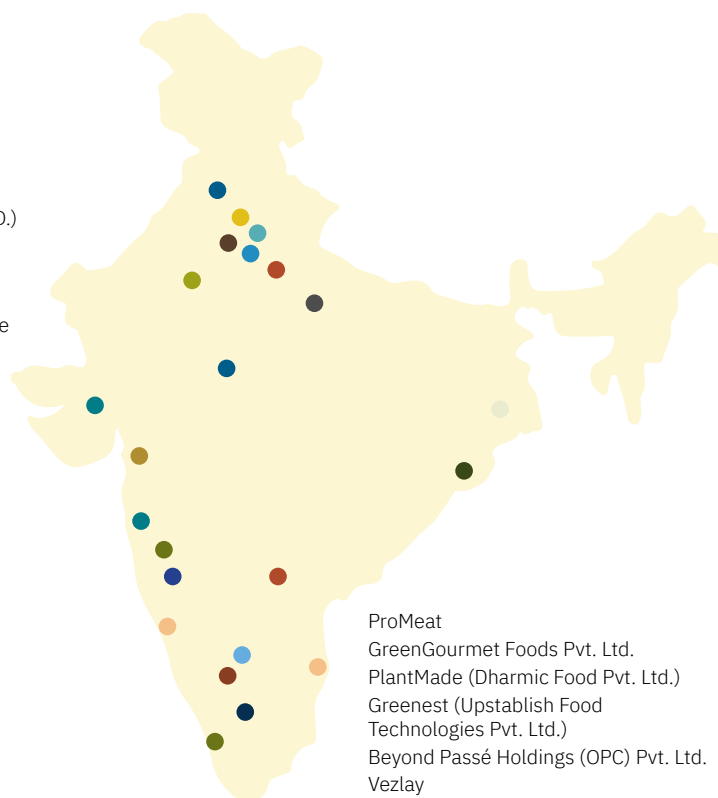 .)
e
ProMeat
GreenGourmet Foods Pvt. Ltd.
PlantMade (Dharmic Food Pvt. Ltd.)
Greenest (Upstablish Food
Technologies Pvt. Ltd.)
Beyond Passé Holdings (OPC) Pvt. Ltd.
Vezlay